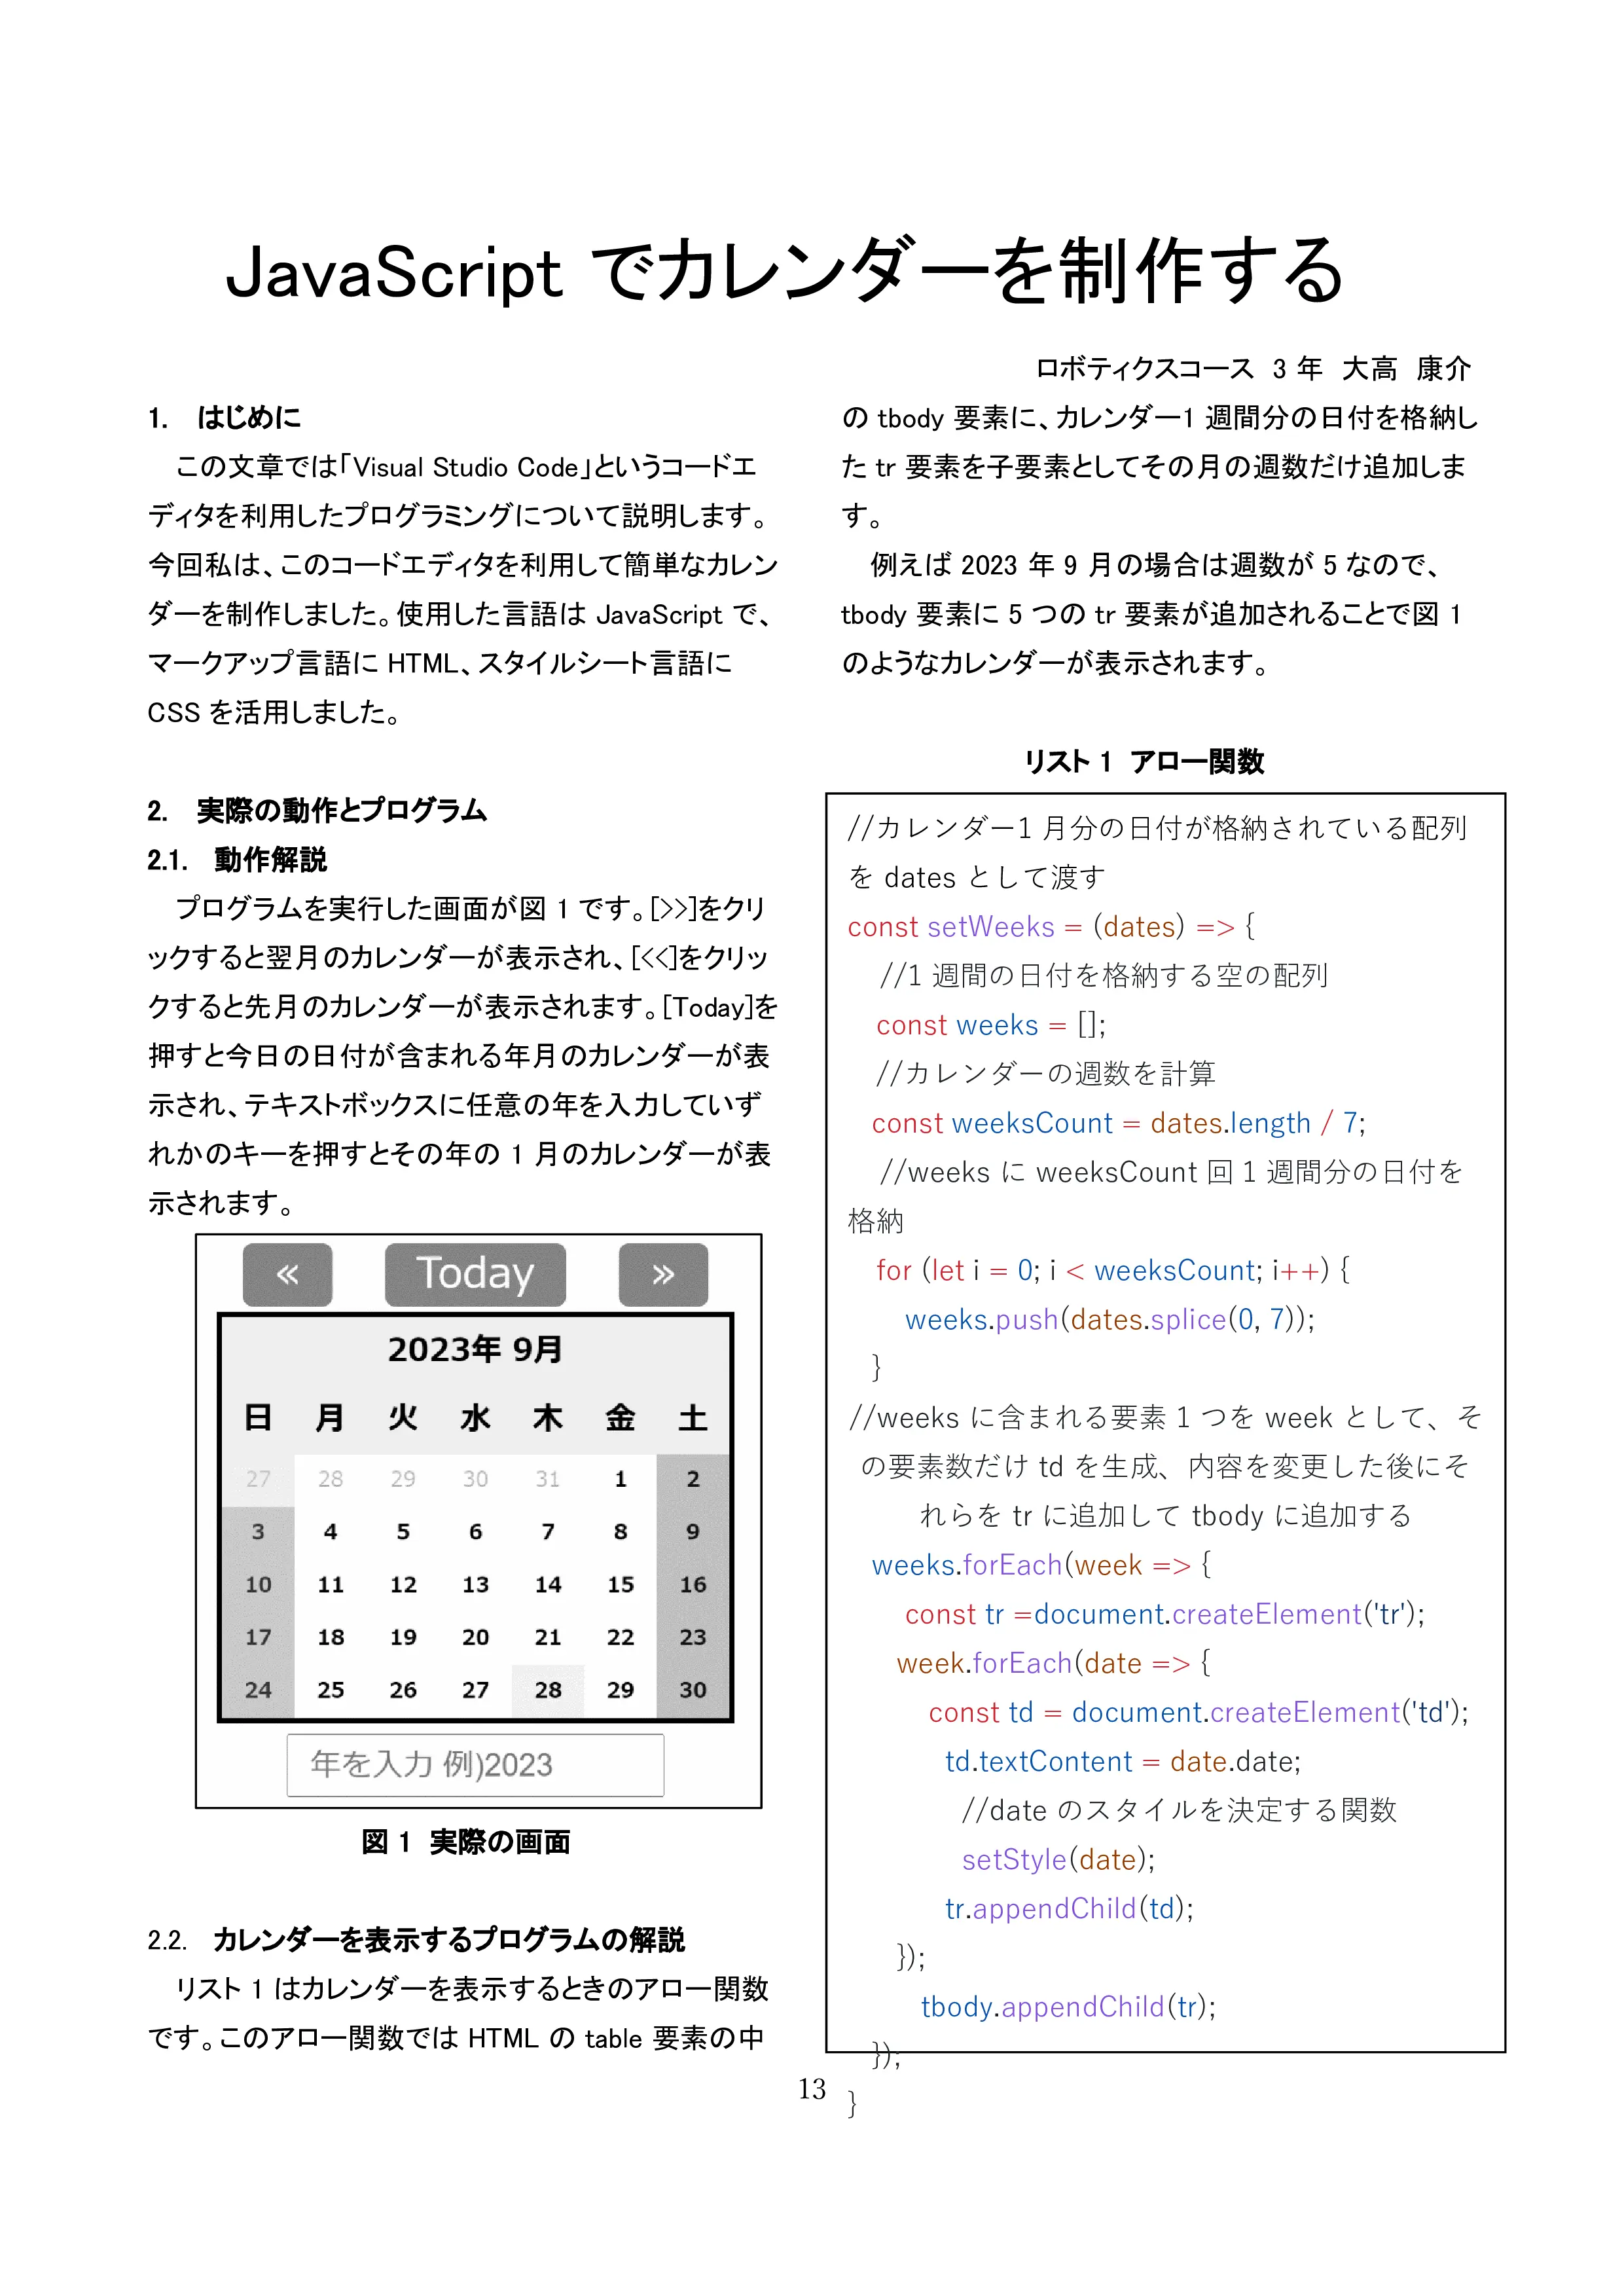 JavaScript でカレンダーを制作する
ロボティクスコース 3 年 大高 康介
1. はじめに
この文章では「Visual Studio Code」というコードエ
ディタを利用したプログラミングについて説明します。
今回私は、このコードエディタを利用して簡単なカレン
ダーを制作しました。使用した言語は JavaScript で、
マークアップ言語に HTML、スタイルシート言語に
CSS を活用しました。
2. 実際の動作とプログラム
2.1. 動作解説
プログラムを実行した画面が図 1 です。[>>]をクリ
ックすると翌月のカレンダーが表示され、[<<]をクリッ
クすると先月のカレンダーが表示されます。[Today]を
押すと今日の日付が含まれる年月のカレンダーが表
示され、テキストボックスに任意の年を入力していず
れかのキーを押すとその年の 1 月のカレンダーが表
示されます。
« Today »
2023年 9月
日 月 火 水 木 金 土
27 28 29 30 31 1 2
3 4 5 6 7 8 9
10 11 12 13 14 15 16
17 18 19 20 21 22 23
24 25 26 27 28 29 30
年を入力 例)2023
図 1 実際の画面
2.2. カレンダーを表示するプログラムの解説
リスト 1 はカレンダーを表示するときのアロー関数
です。このアロー関数では HTML の table 要素の中
の tbody 要素に、カレンダー1 週間分の日付を格納し
た tr 要素を子要素としてその月の週数だけ追加しま
す。
例えば 2023 年 9 月の場合は週数が 5 なので、
tbody 要素に 5 つの tr 要素が追加されることで図 1
のようなカレンダーが表示されます。
リスト 1 アロー関数
//カレンダー1 月分の日付が格納されている配列
を dates として渡す
const setWeeks = (dates) => {
//1 週間の日付を格納する空の配列
const weeks = [];
//カレンダーの週数を計算
const weeksCount = dates.length / 7;
//weeks に weeksCount 回 1 週間分の日付を
格納
for (let i = 0; i < weeksCount; i++) {
weeks.push(dates.splice(0, 7));
}
//weeks に含まれる要素 1 つを week として、そ
の要素数だけ td を生成、内容を変更した後にそ
れらを tr に追加して tbody に追加する
weeks.forEach(week => {
const tr =document.createElement('tr');
week.forEach(date => {
const td = document.createElement('td');
td.textContent = date.date;
//date のスタイルを決定する関数
setStyle(date);
tr.appendChild(td);
});
tbody.appendChild(tr);
});
}
13